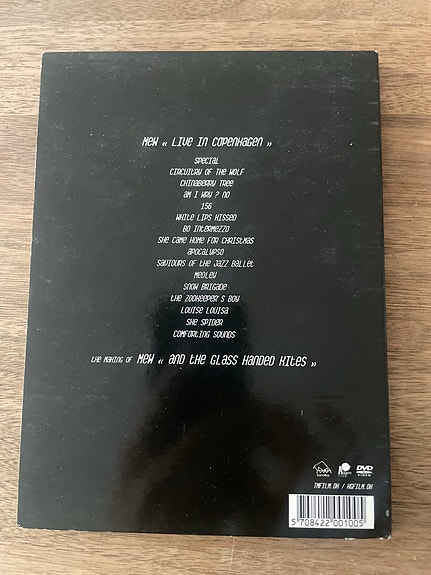 MEW « LIVE IN COPENHAGEN »
SPECIAL
CIRCUITRY OF THE WOLF
CHINABERRY TREE
AM I WRY ? NO
156
WHITE LIPS KISSED
BO INTERMEZZO
SHE CAME HOME FOR CHRISTMAS
APOCALYPSO
SAVIOURS OF THE JAZZ BALLET
MEDLEY
SNOW BRIGADE
THE ZOOKEEPER'S BOY
LOUISE LOUISA
SHE SPIDER
COMFORTING SOUNDS
THE MAKING OF MEW « AND THE GLASS HANDED KITES »
DVD
VIDEO
TMFILM.DK / HGFILM.DK
5 708422 001005